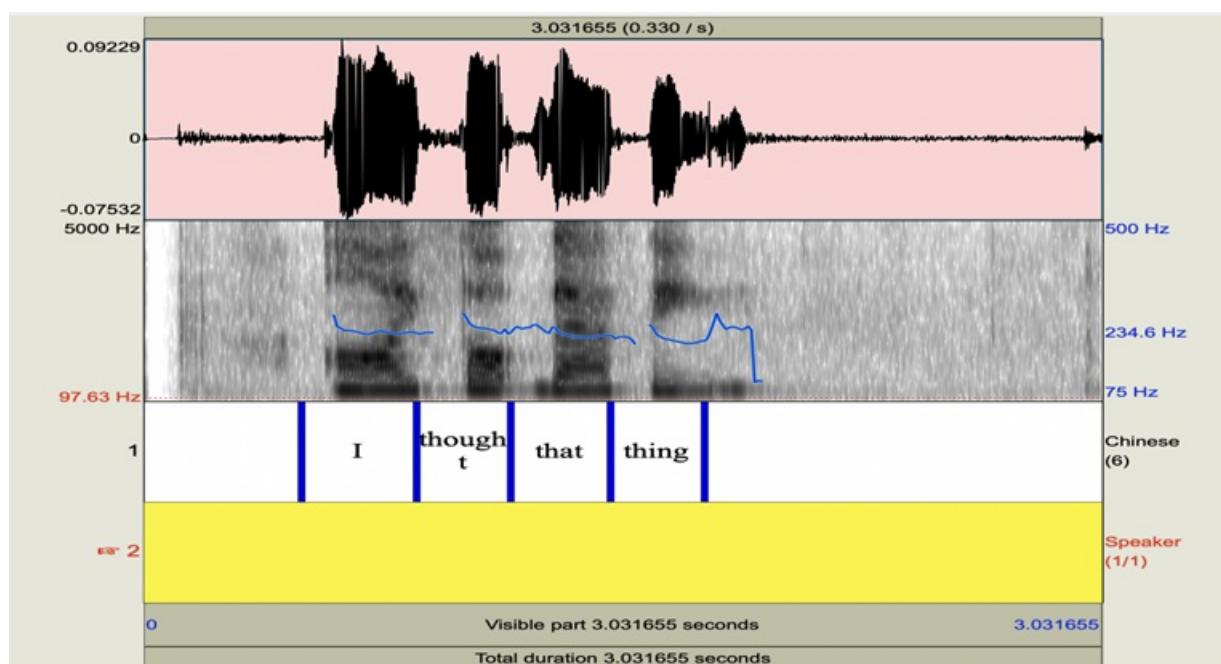 3.031655 (0.330 / s)
0.09229
0
-0.07532
5000 Hz
500 Hz
234.6 Hz
97.63 Hz
75 Hz
1
I
though
t
that
thing
Chinese
(6)
☞ 2
Speaker
(1/1)
0
Visible part 3.031655 seconds
3.031655
Total duration 3.031655 seconds